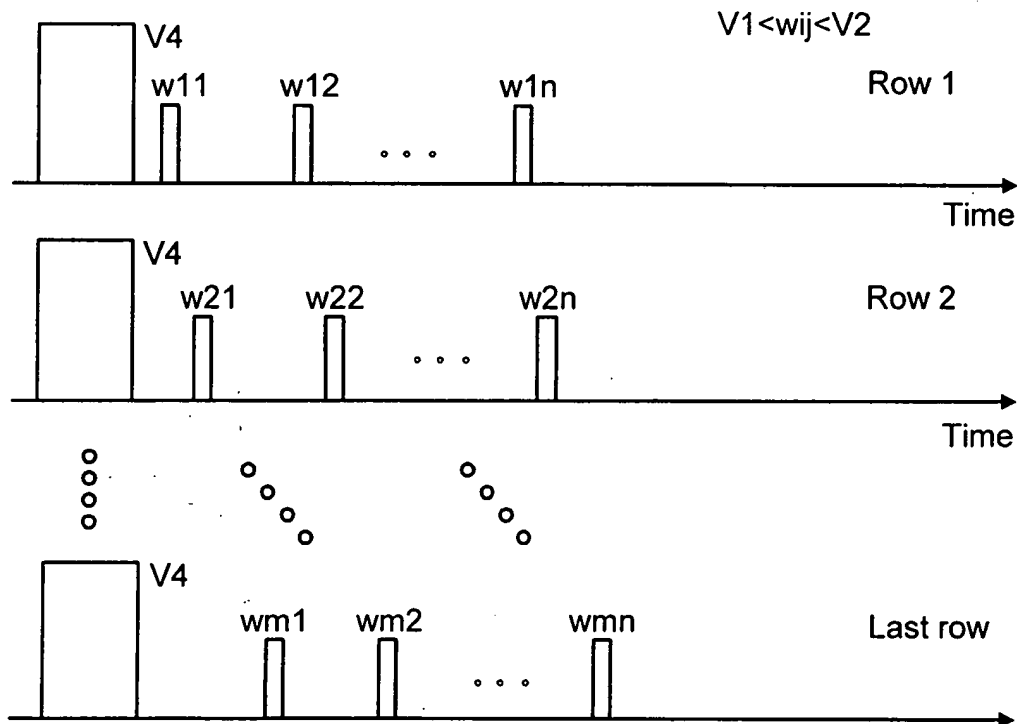 V1<wij<V2
V4
w11 w12 w1n Row 1
Time
V4
w21 w22 w2n Row 2
Time
V4
wm1 wm2 wmn Last row